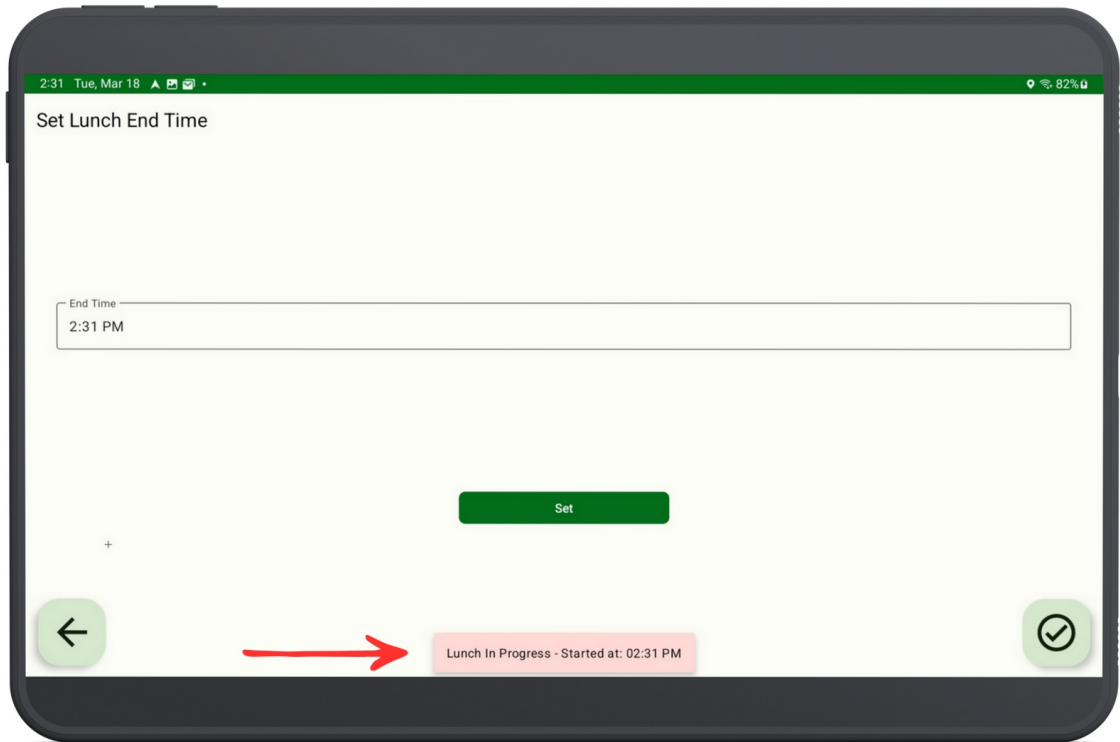 2:31 Tue, Mar 18
82%
Set Lunch End Time
End Time
2:31 PM
Set
+
Lunch In Progress - Started at: 02:31 PM